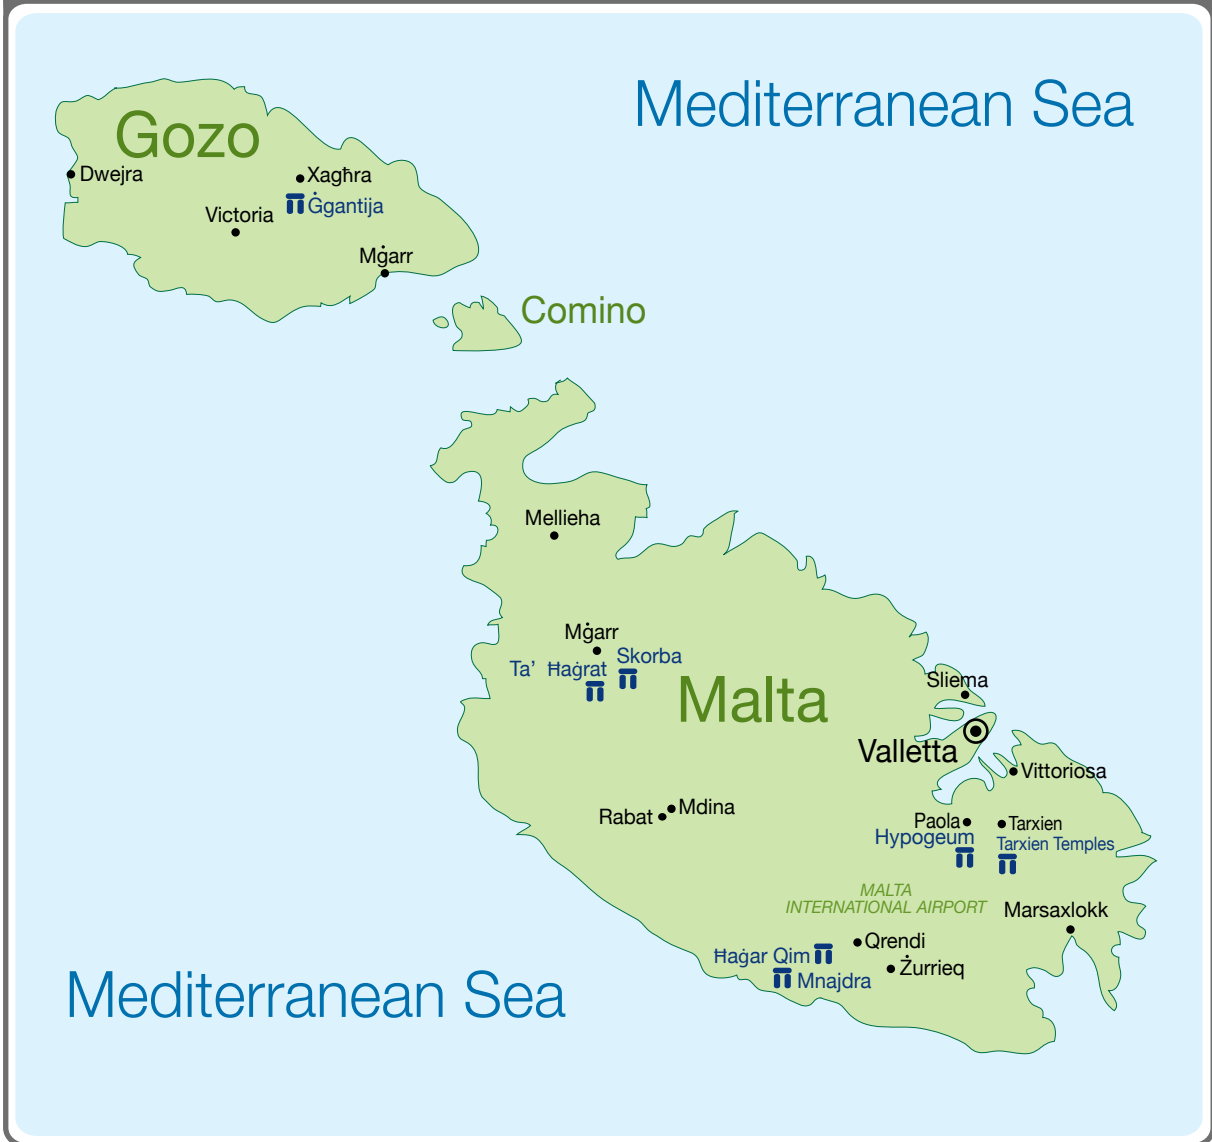 Mediterranean Sea
Gozo
Dwejra
Xagħra
Ġgantija
Victoria
Mġarr
Comino
Mellieha
Mġarr
Skorba
Ta' Ħaġrat
Malta
Sliema
Valletta
Vittoriosa
Rabat
Mdina
Paola
Tarxien
Hypogeum
Tarxien Temples
MALTA
INTERNATIONAL AIRPORT
Marsaxlokk
Qrendi
Ħaġar Qim
Żurrieq
Mnajdra
Mediterranean Sea